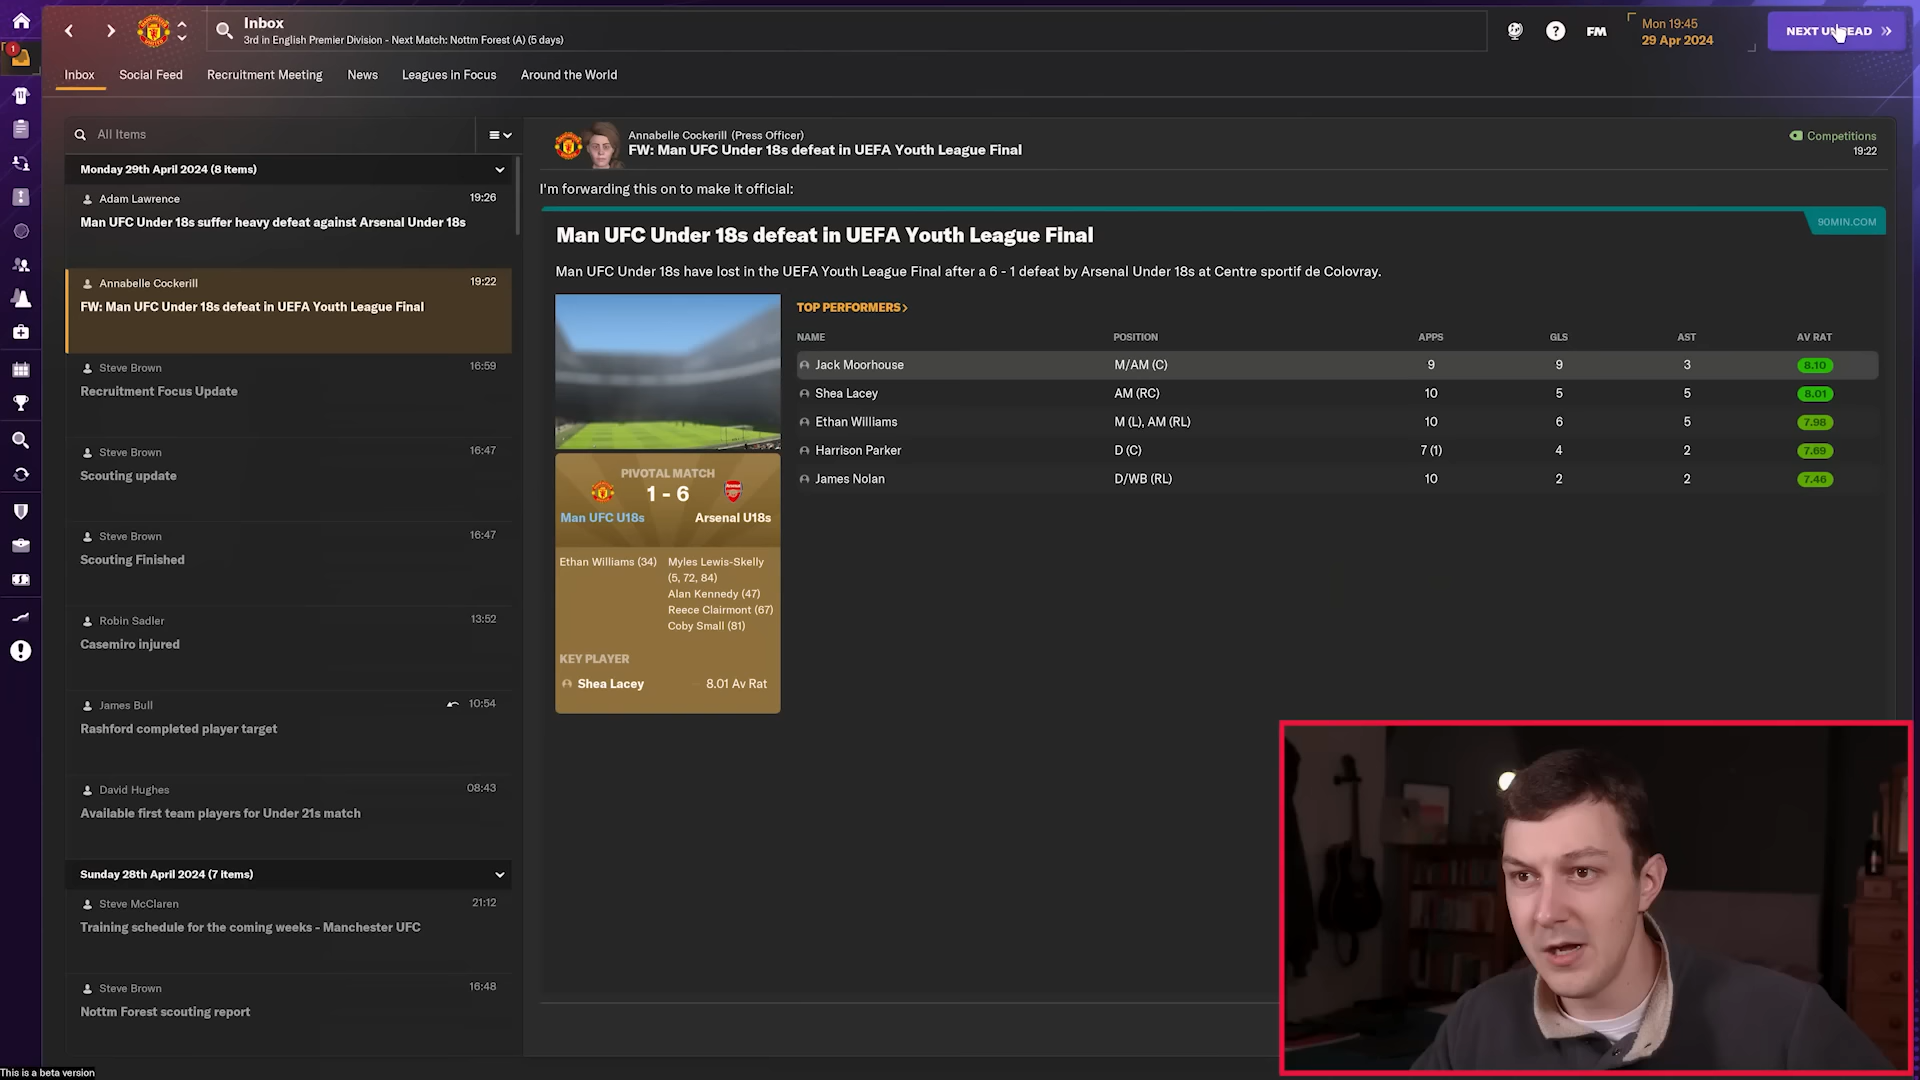 Inbox
3rd in English Premier Division - Next Match: Nottm Forest (A) (5 days)
FM
Mon 19:45
29 Apr 2024
1
Inbox
Social Feed
Recruitment Meeting
News
Leagues in Focus
Around the World
All Items
Monday 29th April 2024 (8 items)
Adam Lawrence 19:26
Man UFC Under 18s suffer heavy defeat against Arsenal Under 18s
Annabelle Cockerill 19:22
FW: Man UFC Under 18s defeat in UEFA Youth League Final
Steve Brown 16:59
Recruitment Focus Update
Steve Brown 16:47
Scouting update
Steve Brown 16:47
Scouting Finished
Robin Sadler 13:52
Casemiro injured
James Bull 10:54
Rashford completed player target
David Hughes 08:43
Available first team players for Under 21s match
Sunday 28th April 2024 (7 items)
Steve McClaren 21:12
Training schedule for the coming weeks - Manchester UFC
Steve Brown 16:48
Nottm Forest scouting report
This is a beta version
Annabelle Cockerill (Press Officer)
FW: Man UFC Under 18s defeat in UEFA Youth League Final
Competitions
19:22
I'm forwarding this on to make it official:
90MIN.COM
Man UFC Under 18s defeat in UEFA Youth League Final
Man UFC Under 18s have lost in the UEFA Youth League Final after a 6 - 1 defeat by Arsenal Under 18s at Centre sportif de Colovray.
TOP PERFORMERS>
NAME POSITION APPS GLS AST AV RAT
Jack Moorhouse M/AM (C) 9 9 3 8.10
Shea Lacey AM (RC) 10 5 5 8.01
Ethan Williams M (L), AM (RL) 10 6 5 7.98
Harrison Parker D (C) 7 (1) 4 2 7.69
James Nolan D/WB (RL) 10 2 2 7.46
PIVOTAL MATCH
1 - 6
Man UFC U18s Arsenal U18s
Ethan Williams (34)
Myles Lewis-Skelly
(5, 72, 84)
Alan Kennedy (47)
Reece Clairmont (67)
Coby Small (81)
KEY PLAYER
Shea Lacey 8.01 Av Rat
NEXT